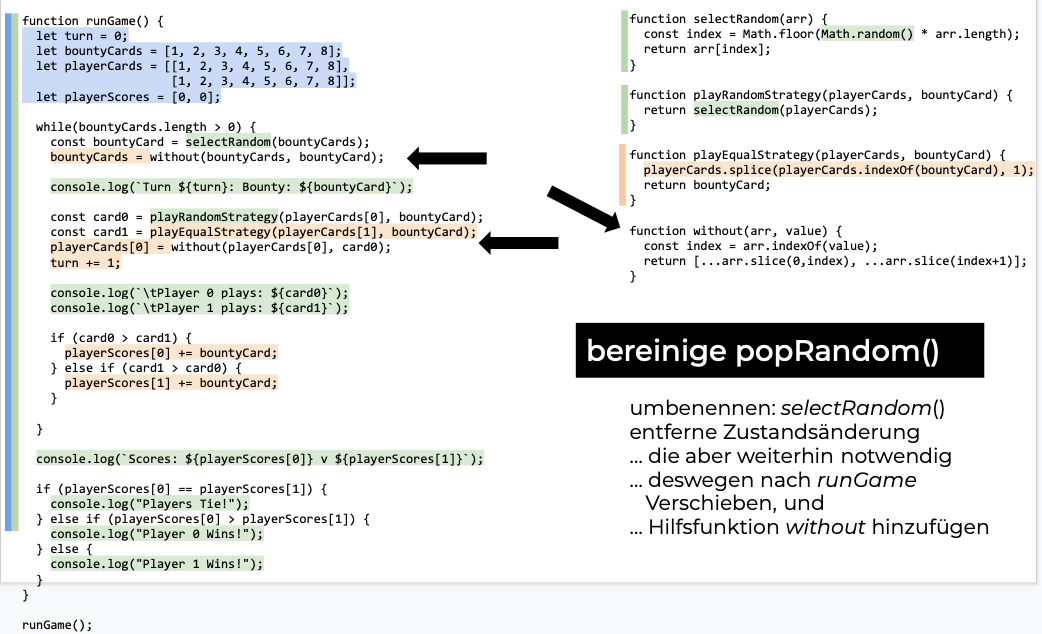 function runGame() {
  let turn = 0;
  let bountyCards = [1, 2, 3, 4, 5, 6, 7, 8];
  let playerCards = [[1, 2, 3, 4, 5, 6, 7, 8],
                     [1, 2, 3, 4, 5, 6, 7, 8]];
  let playerScores = [0, 0];

  while(bountyCards.length > 0) {
    const bountyCard = selectRandom(bountyCards);
    bountyCards = without(bountyCards, bountyCard);

    console.log(`Turn ${turn}: Bounty: ${bountyCard}`);

    const card0 = playRandomStrategy(playerCards[0], bountyCard);
    const card1 = playEqualStrategy(playerCards[1], bountyCard);
    playerCards[0] = without(playerCards[0], card0);
    turn += 1;

    console.log(`\tPlayer 0 plays: ${card0}`);
    console.log(`\tPlayer 1 plays: ${card1}`);

    if (card0 > card1) {
      playerScores[0] += bountyCard;
    } else if (card1 > card0) {
      playerScores[1] += bountyCard;
    }

  }

  console.log(`Scores: ${playerScores[0]} v ${playerScores[1]}`);

  if (playerScores[0] == playerScores[1]) {
    console.log("Players Tie!");
  } else if (playerScores[0] > playerScores[1]) {
    console.log("Player 0 Wins!");
  } else {
    console.log("Player 1 Wins!");
  }
}

runGame();

function selectRandom(arr) {
  const index = Math.floor(Math.random() * arr.length);
  return arr[index];
}

function playRandomStrategy(playerCards, bountyCard) {
  return selectRandom(playerCards);
}

function playEqualStrategy(playerCards, bountyCard) {
  playerCards.splice(playerCards.indexOf(bountyCard), 1);
  return bountyCard;
}

function without(arr, value) {
  const index = arr.indexOf(value);
  return [...arr.slice(0,index), ...arr.slice(index+1)];
}

bereinige popRandom()

umbenennen: selectRandom()
entferne Zustandsänderung
... die aber weiterhin notwendig
... deswegen nach runGame
Verschieben, und
... Hilfsfunktion without hinzufügen